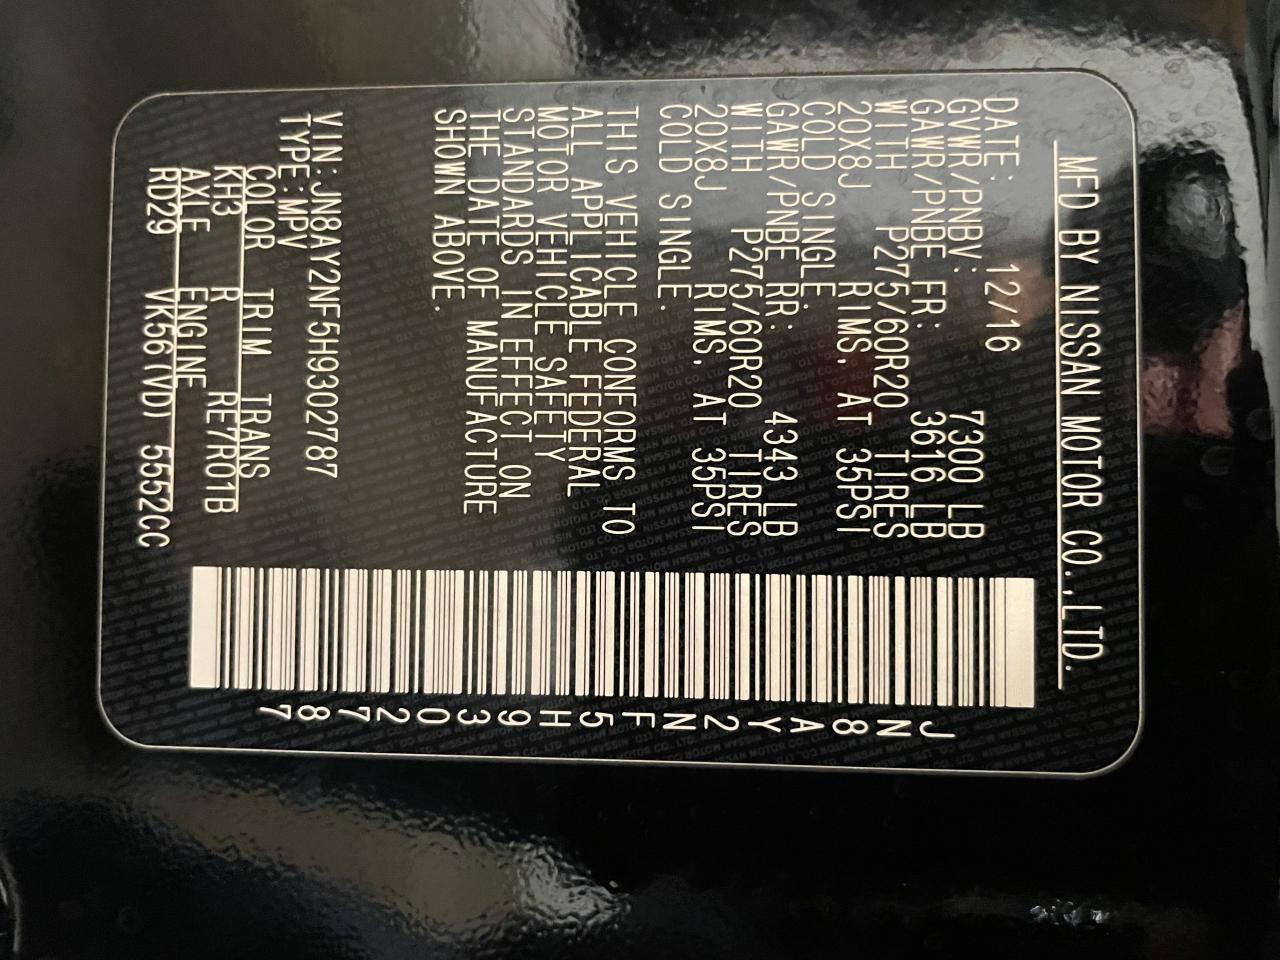 MFD BY NISSAN MOTOR CO.,LTD.
DATE: 12/16
GVWR/PNBV: 7300 LB
GAWR/PNBE FR: 3616 LB
WITH P275/60R20 TIRES
20X8J RIMS, AT 35PSI
COLD SINGLE.
GAWR/PNBE RR: 4343 LB
WITH P275/60R20 TIRES
20X8J RIMS, AT 35PSI
COLD SINGLE.
THIS VEHICLE CONFORMS TO
ALL APPLICABLE FEDERAL
MOTOR VEHICLE SAFETY
STANDARDS IN EFFECT ON
THE DATE OF MANUFACTURE
SHOWN ABOVE.
VIN:JN8AY2NF5H9302787
TYPE:MPV
COLOR TRIM TRANS
KH3 R RE7R01B
AXLE ENGINE
RD29 VK56(VD) 5552CC
JN8AY2NF5H9302787